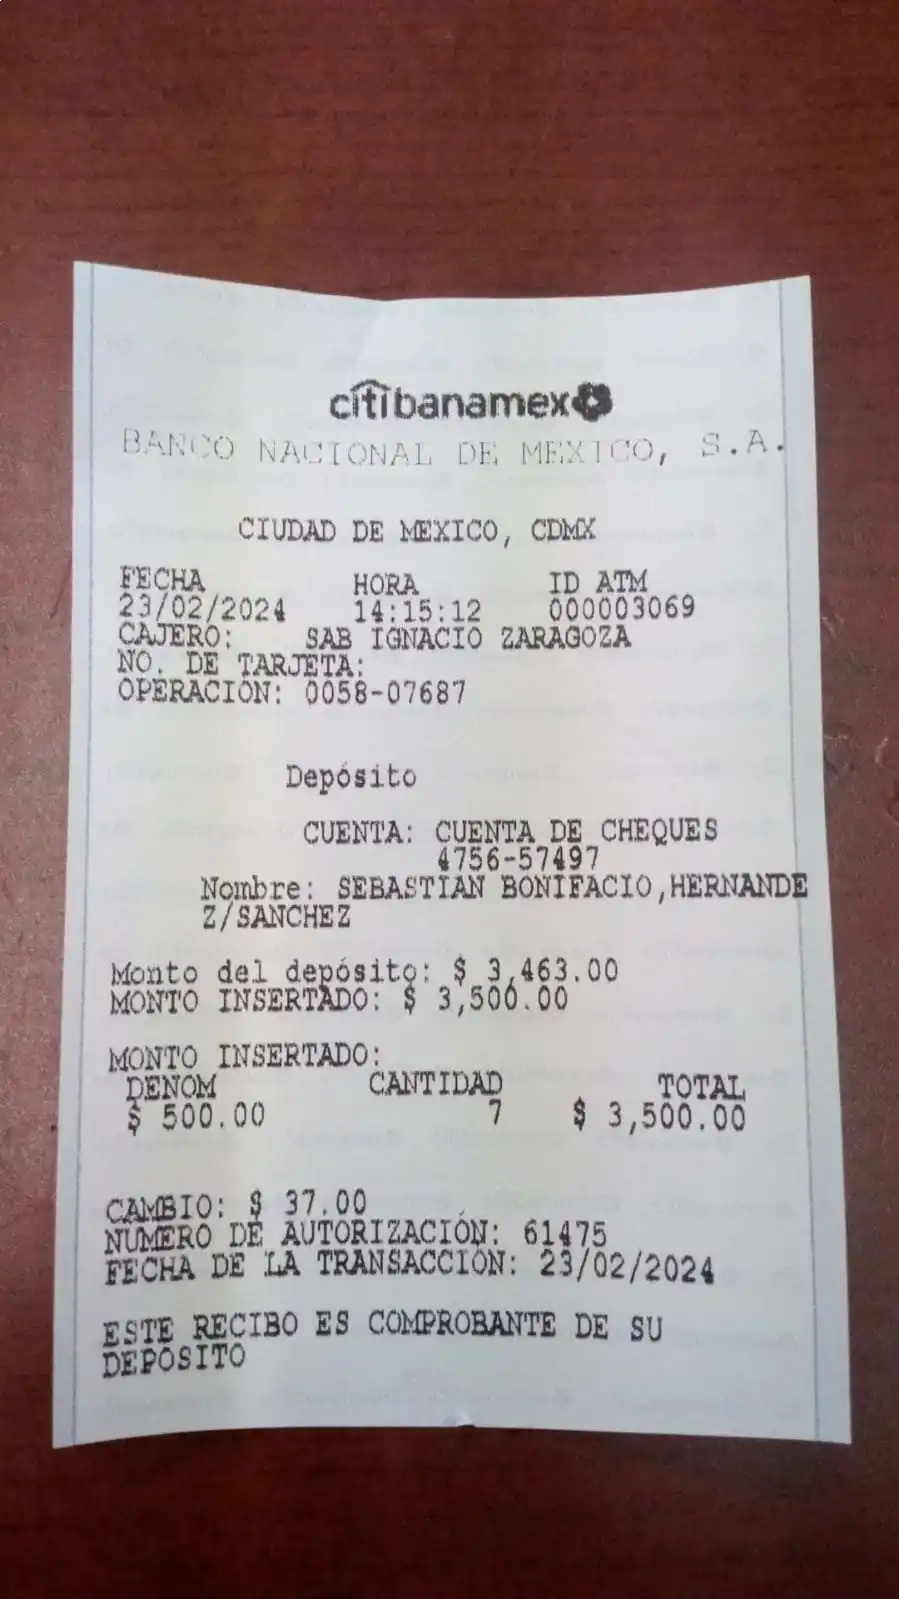 citibanamex
BANCO NACIONAL DE MEXICO, S.A.
CIUDAD DE MEXICO, CDMX
FECHA HORA ID ATM
23/02/2024 14:15:12 000003069
CAJERO: SAB IGNACIO ZARAGOZA
NO. DE TARJETA:
OPERACIÓN: 0058-07687
Depósito
CUENTA: CUENTA DE CHEQUES
4756-57497
Nombre: SEBASTIAN BONIFACIO,HERNANDE
Z/SANCHEZ
Monto del depósito: $ 3,463.00
MONTO INSERTADO: $ 3,500.00
MONTO INSERTADO:
DENOM CANTIDAD TOTAL
$ 500.00 7 $ 3,500.00
CAMBIO: $ 37.00
NUMERO DE AUTORIZACIÓN: 61475
FECHA DE LA TRANSACCIÓN: 23/02/2024
ESTE RECIBO ES COMPROBANTE DE SU
DEPÓSITO